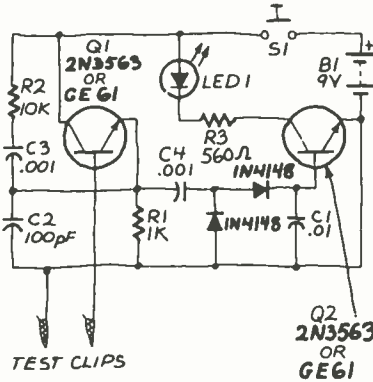 Q1
2N3563
OR
GE61
S1
B1
9V
+
R2
10K
LED1
C3
.001
R3
560Ω
C4
.001
1N4148
C2
100pF
R1
1K
1N4148
C1
.01
TEST CLIPS
Q2
2N3563
OR
GE61